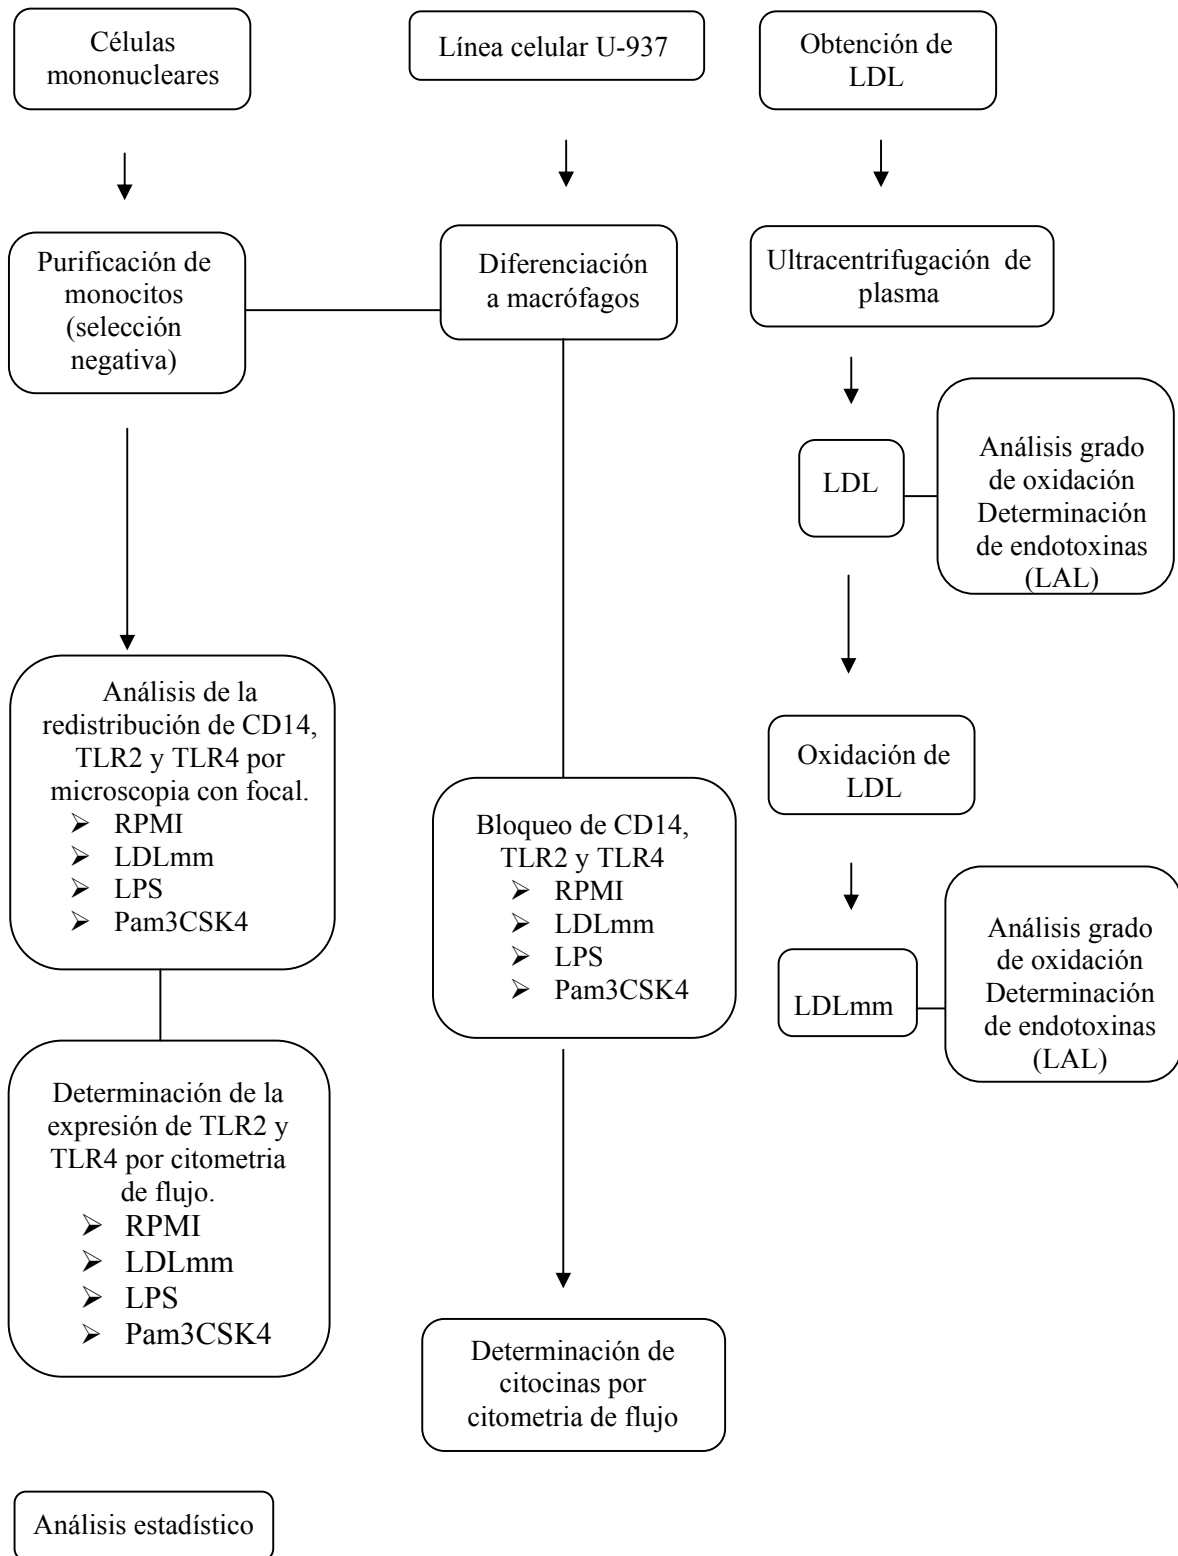 Células
mononucleares
Línea celular U-937
Obtención de
LDL
Purificación de
monocitos
(selección
negativa)
Diferenciación
a macrófagos
Ultracentrifugación de
plasma
LDL
Análisis grado
de oxidación
Determinación
de endotoxinas
(LAL)
Análisis de la
redistribución de CD14,
TLR2 y TLR4 por
microscopia con focal.
➢ RPMI
➢ LDLmm
➢ LPS
➢ Pam3CSK4
Oxidación de
LDL
Bloqueo de CD14,
TLR2 y TLR4
➢ RPMI
➢ LDLmm
➢ LPS
➢ Pam3CSK4
LDLmm
Análisis grado
de oxidación
Determinación
de endotoxinas
(LAL)
Determinación de la
expresión de TLR2 y
TLR4 por citometria
de flujo.
➢ RPMI
➢ LDLmm
➢ LPS
➢ Pam3CSK4
Determinación de
citocinas por
citometria de flujo
Análisis estadístico